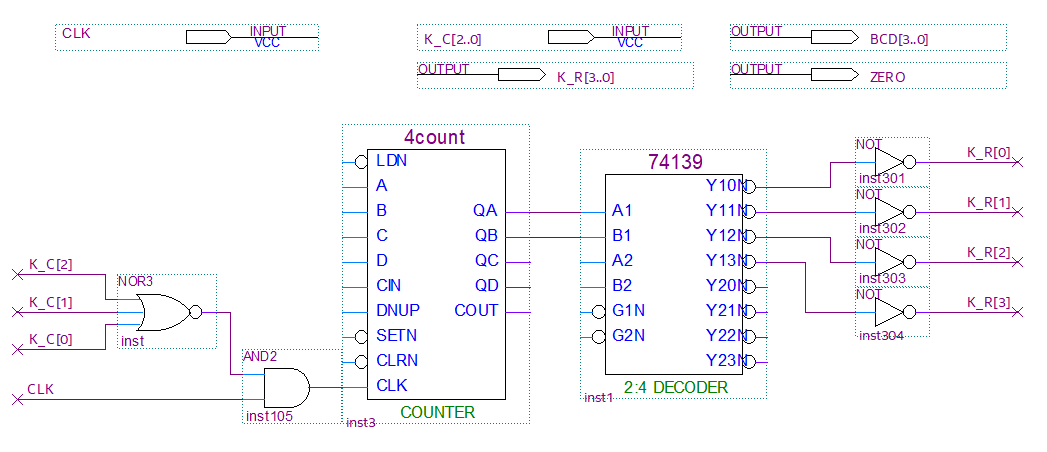 CLK
INPUT
VCC
K_C[2..0]
INPUT
VCC
OUTPUT
BCD[3..0]
OUTPUT
K_R[3..0]
OUTPUT
ZERO
4count
LDN
A
B
C
D
CIN
DNUP
SETN
CLRN
CLK
QA
QB
QC
QD
COUT
COUNTER
inst3
74139
A1
B1
A2
B2
G1N
G2N
Y10N
Y11N
Y12N
Y13N
Y20N
Y21N
Y22N
Y23N
2:4 DECODER
inst1
NOT
inst301
K_R[0]
NOT
inst302
K_R[1]
NOT
inst303
K_R[2]
NOT
inst304
K_R[3]
K_C[2]
K_C[1]
K_C[0]
CLK
NOR3
inst
AND2
inst105